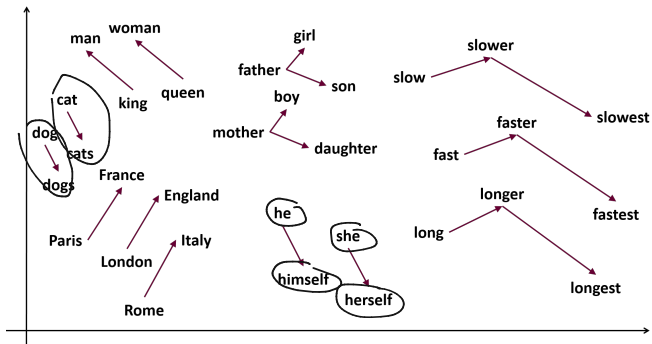 woman
man
girl
slower
father
slow
son
queen
king
cat
boy
slowest
faster
dog
mother
daughter
fast
cats
France
dogs
England
longer
fastest
he
long
she
Paris
Italy
London
himself
longest
herself
Rome